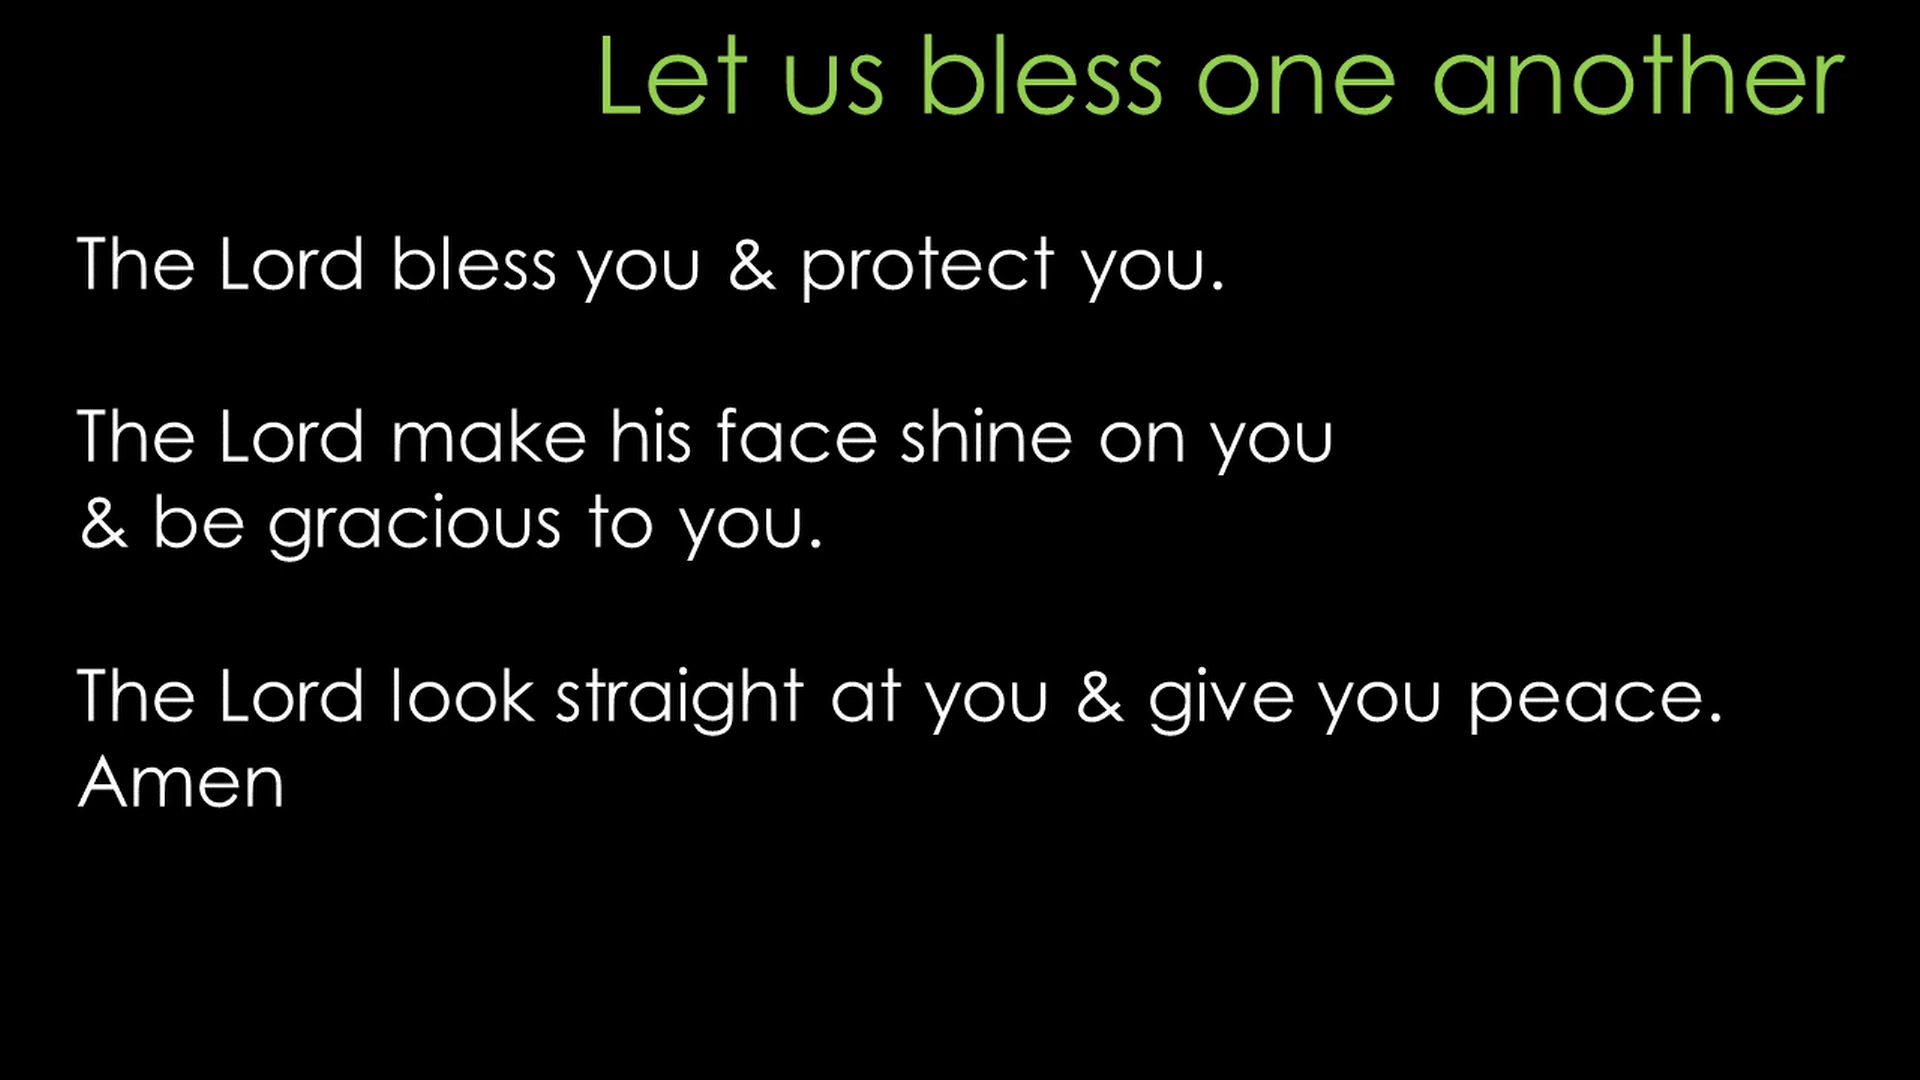 Let us bless one another
The Lord bless you & protect you.
The Lord make his face shine on you
& be gracious to you.
The Lord look straight at you & give you peace.
Amen